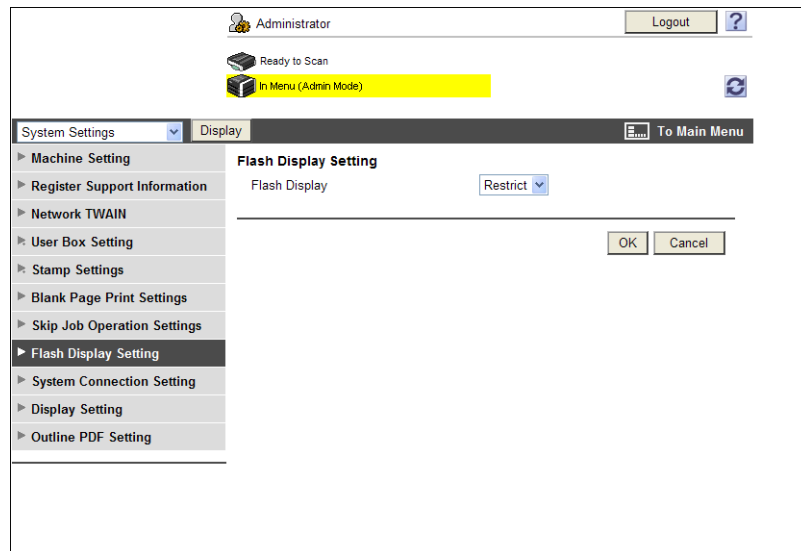 Administrator
Logout
?
Ready to Scan
In Menu (Admin Mode)
System Settings
Display
To Main Menu
Machine Setting
Register Support Information
Network TWAIN
User Box Setting
Stamp Settings
Blank Page Print Settings
Skip Job Operation Settings
Flash Display Setting
System Connection Setting
Display Setting
Outline PDF Setting
Flash Display Setting
Flash Display
Restrict
OK
Cancel